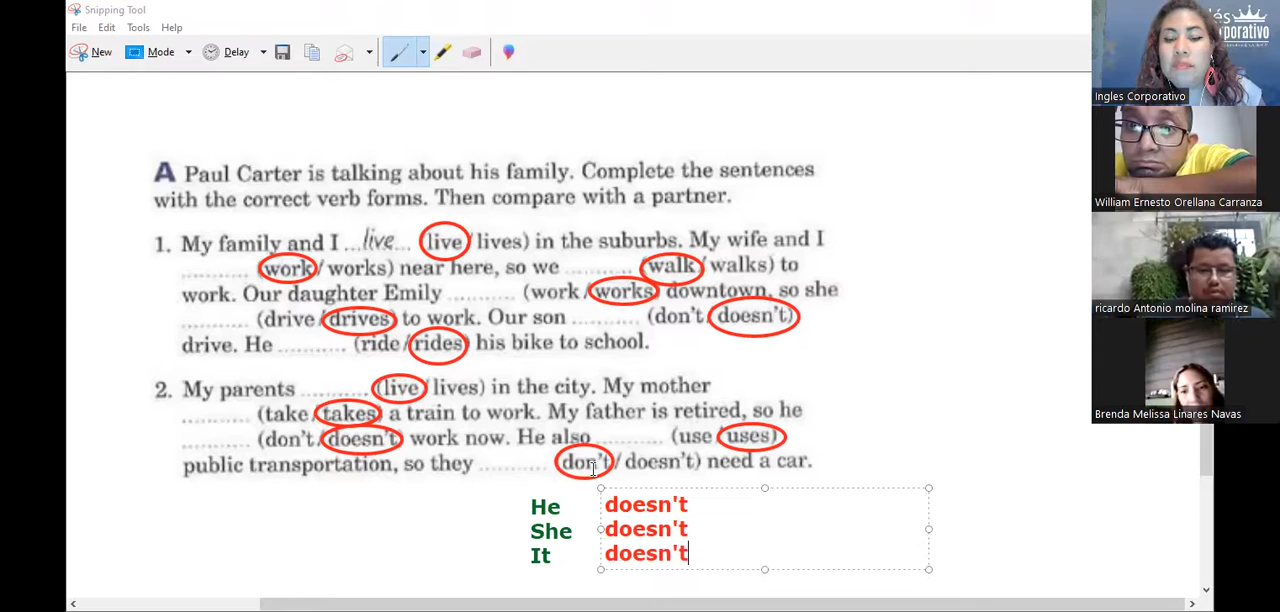 Snipping Tool
File Edit Tools Help
New Mode Delay
A Paul Carter is talking about his family. Complete the sentences
with the correct verb forms. Then compare with a partner.
1. My family and I ...live... (live / lives) in the suburbs. My wife and I
.......... (work / works) near here, so we .......... (walk / walks) to
work. Our daughter Emily .......... (work / works) downtown, so she
.......... (drive / drives) to work. Our son .......... (don't / doesn't)
drive. He .......... (ride / rides) his bike to school.
2. My parents .......... (live / lives) in the city. My mother
.......... (take / takes) a train to work. My father is retired, so he
.......... (don't / doesn't) work now. He also .......... (use / uses)
public transportation, so they .......... (don't / doesn't) need a car.
He doesn't
She doesn't
It doesn't
és
orporativo
Ingles Corporativo
William Ernesto Orellana Carranza
ricardo Antonio molina ramirez
Brenda Melissa Linares Navas